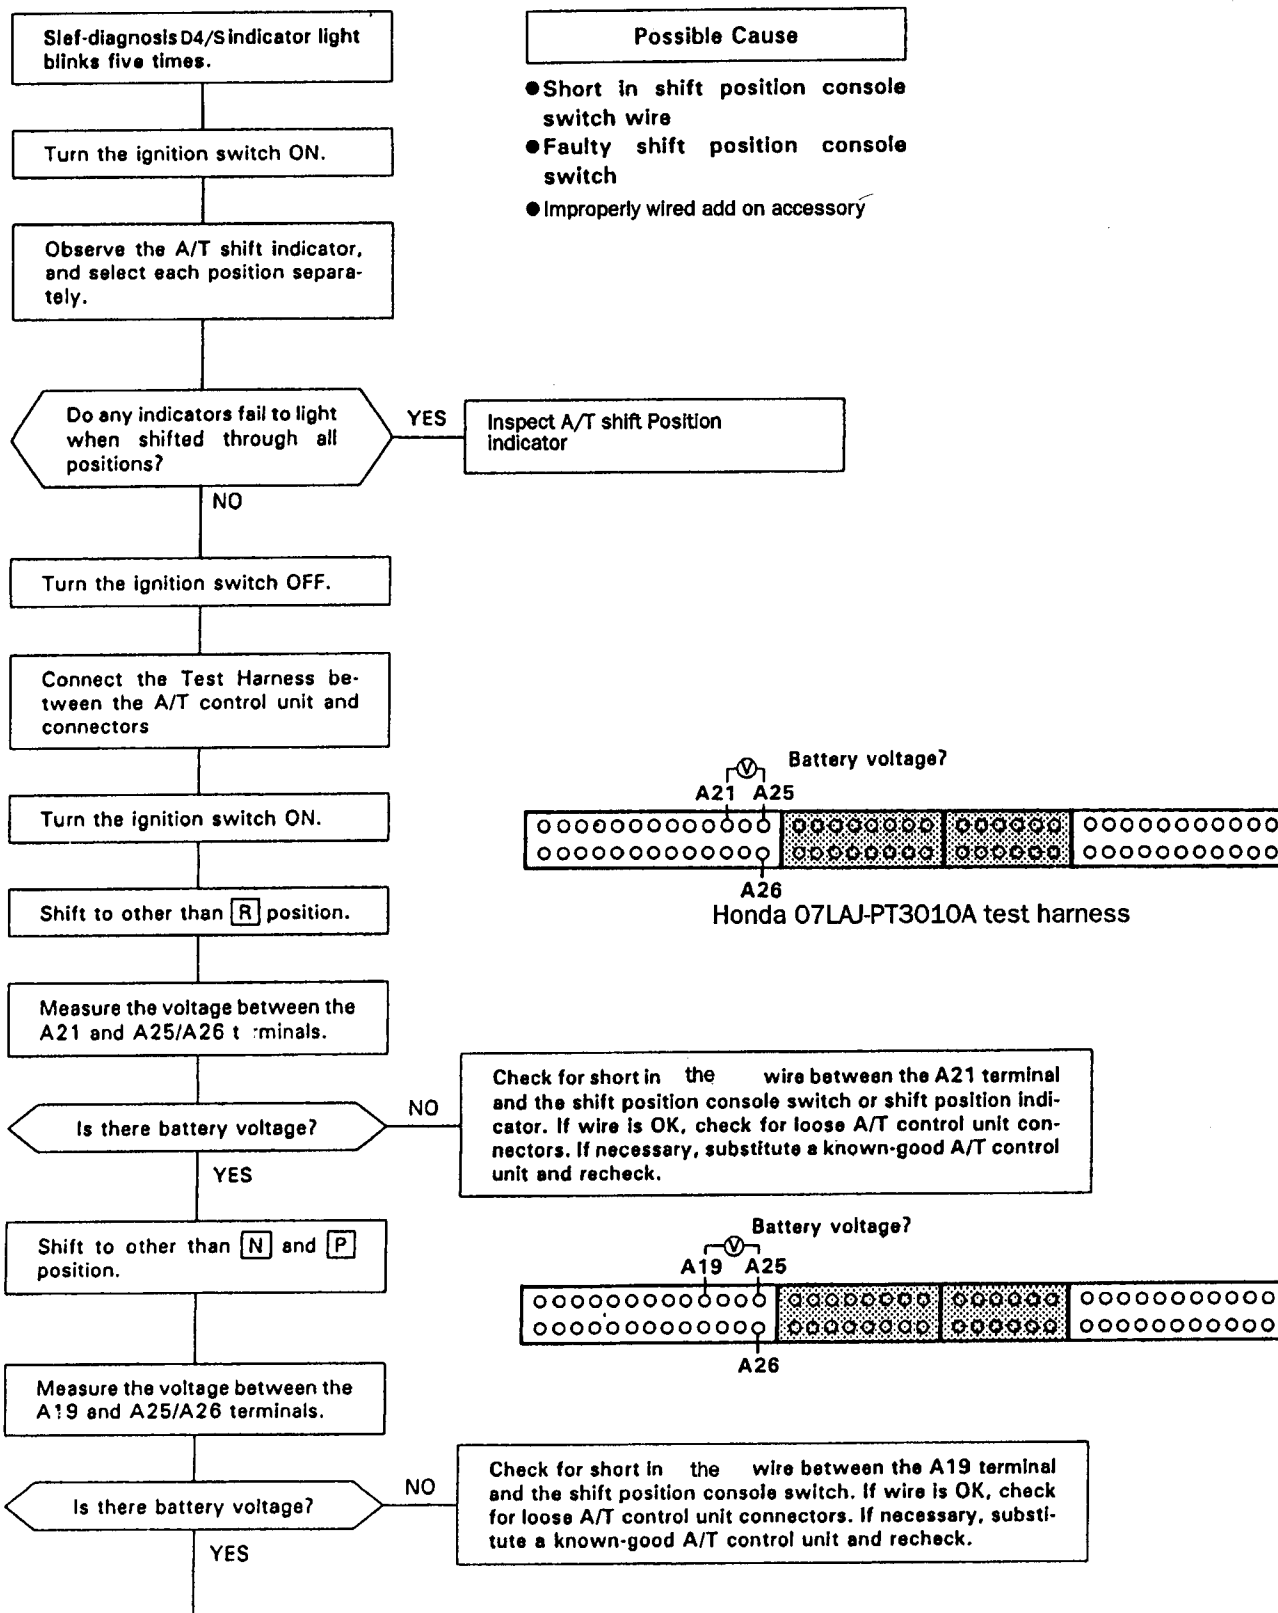 Slef-diagnosis D4/S indicator light
blinks five times.
Possible Cause
●Short in shift position console
switch wire
●Faulty shift position console
switch
●Improperly wired add on accessory
Turn the ignition switch ON.
Observe the A/T shift indicator,
and select each position separa-
tely.
Do any indicators fail to light
when shifted through all
positions?
YES
Inspect A/T shift Position
indicator
NO
Turn the ignition switch OFF.
Connect the Test Harness be-
tween the A/T control unit and
connectors
Turn the ignition switch ON.
Battery voltage?
V
A21 A25
A26
Honda 07LAJ-PT3010A test harness
Shift to other than R position.
Measure the voltage between the
A21 and A25/A26 t rminals.
Is there battery voltage?
NO
Check for short in the wire between the A21 terminal
and the shift position console switch or shift position indi-
cator. If wire is OK, check for loose A/T control unit con-
nectors. If necessary, substitute a known-good A/T control
unit and recheck.
YES
Shift to other than N and P
position.
Battery voltage?
V
A19 A25
A26
Measure the voltage between the
A19 and A25/A26 terminals.
Is there battery voltage?
NO
Check for short in the wire between the A19 terminal
and the shift position console switch. If wire is OK, check
for loose A/T control unit connectors. If necessary, substi-
tute a known-good A/T control unit and recheck.
YES